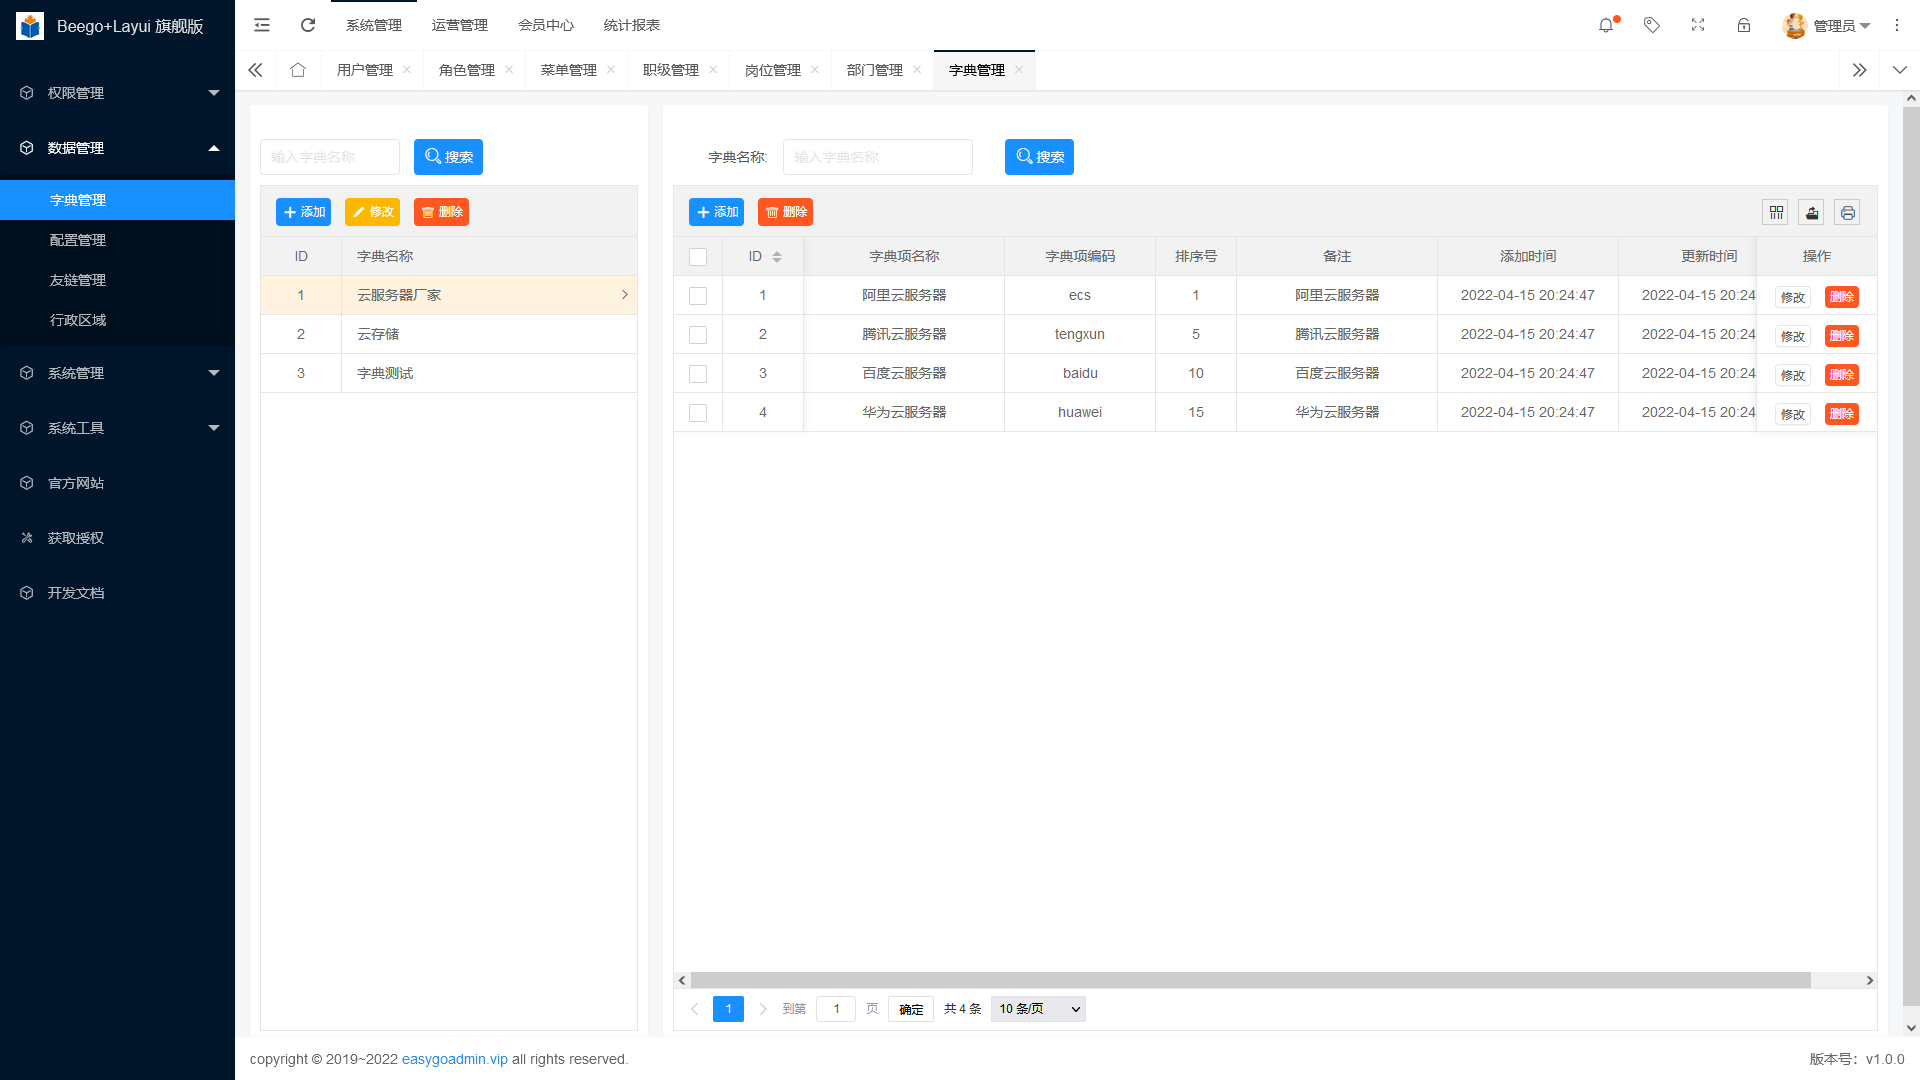 Beego+Layui 旗舰版
系统管理 运营管理 会员中心 统计报表 管理员
用户管理 角色管理 菜单管理 职级管理 岗位管理 部门管理 字典管理
权限管理
数据管理
字典管理
配置管理
友链管理
行政区域
系统管理
系统工具
官方网站
获取授权
开发文档
输入字典名称 搜索
添加 修改 删除
ID 字典名称
1 云服务器厂家
2 云存储
3 字典测试
字典名称: 输入字典名称 搜索
添加 删除
ID 字典项名称 字典项编码 排序号 备注 添加时间 更新时间 操作
1 阿里云服务器 ecs 1 阿里云服务器 2022-04-15 20:24:47 2022-04-15 20:24 修改 删除
2 腾讯云服务器 tengxun 5 腾讯云服务器 2022-04-15 20:24:47 2022-04-15 20:24 修改 删除
3 百度云服务器 baidu 10 百度云服务器 2022-04-15 20:24:47 2022-04-15 20:24 修改 删除
4 华为云服务器 huawei 15 华为云服务器 2022-04-15 20:24:47 2022-04-15 20:24 修改 删除
1 到第 1 页 确定 共 4 条 10 条/页
copyright © 2019~2022 easygoadmin.vip all rights reserved. 版本号：v1.0.0